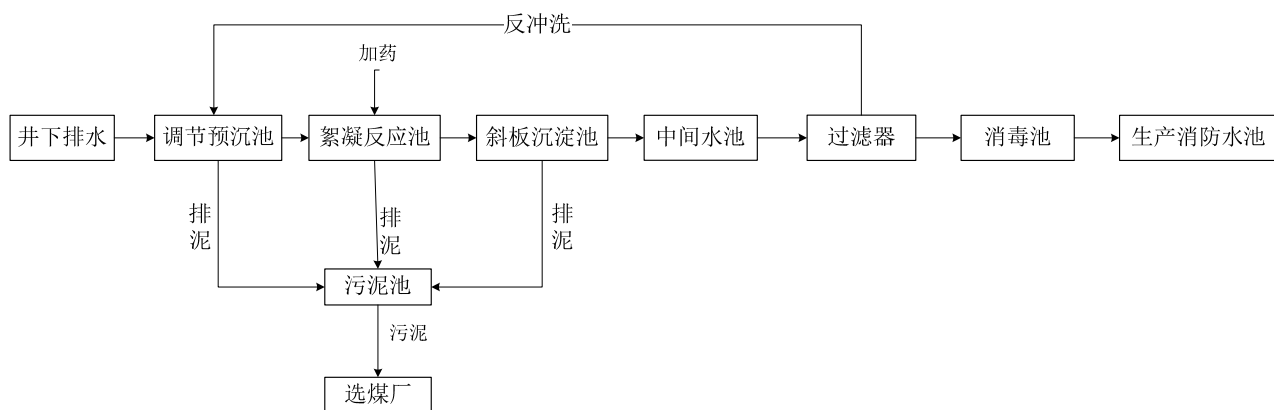 反冲洗
加药
井下排水
调节预沉池
絮凝反应池
斜板沉淀池
中间水池
过滤器
消毒池
生产消防水池
排泥
排泥
排泥
污泥池
污泥
选煤厂